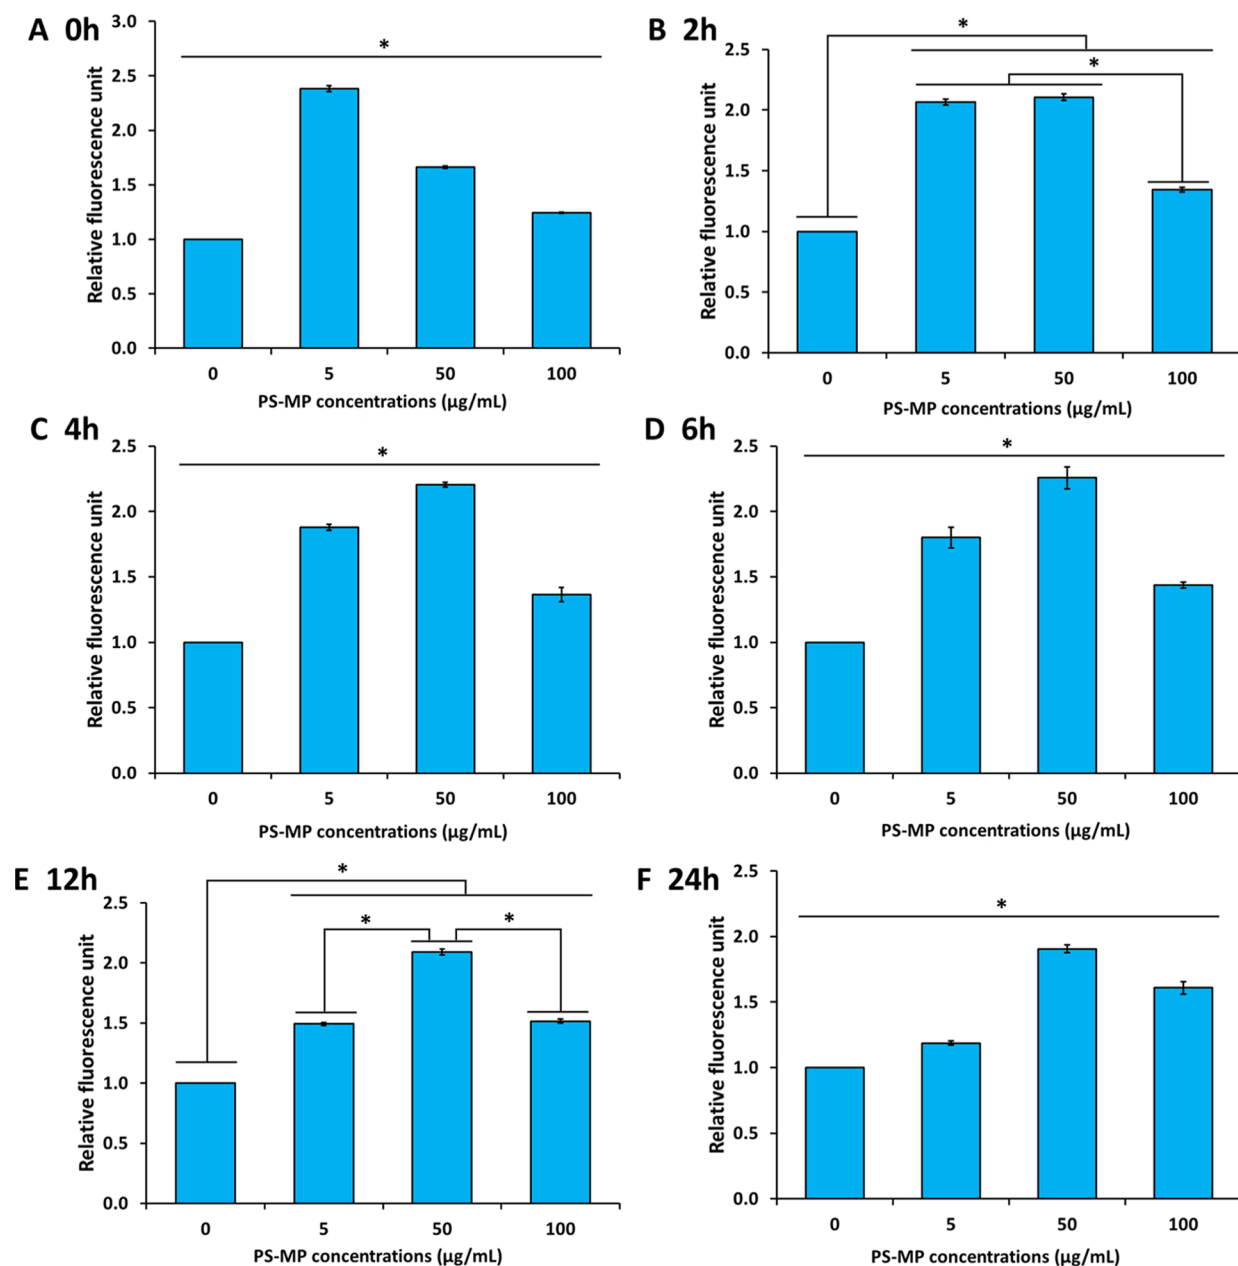 A 0h
*
Relative fluorescence unit
3.0
2.5
2.0
1.5
1.0
0.5
0.0
0 5 50 100
PS-MP concentrations (µg/mL)
B 2h
*
*
Relative fluorescence unit
2.5
2.0
1.5
1.0
0.5
0.0
0 5 50 100
PS-MP concentrations (µg/mL)
C 4h
*
Relative fluorescence unit
2.5
2.0
1.5
1.0
0.5
0.0
0 5 50 100
PS-MP concentrations (µg/mL)
D 6h
*
Relative fluorescence unit
2.5
2.0
1.5
1.0
0.5
0.0
0 5 50 100
PS-MP concentrations (µg/mL)
E 12h
*
* *
Relative fluorescence unit
2.5
2.0
1.5
1.0
0.5
0.0
0 5 50 100
PS-MP concentrations (µg/mL)
F 24h
*
Relative fluorescence unit
2.5
2.0
1.5
1.0
0.5
0.0
0 5 50 100
PS-MP concentrations (µg/mL)